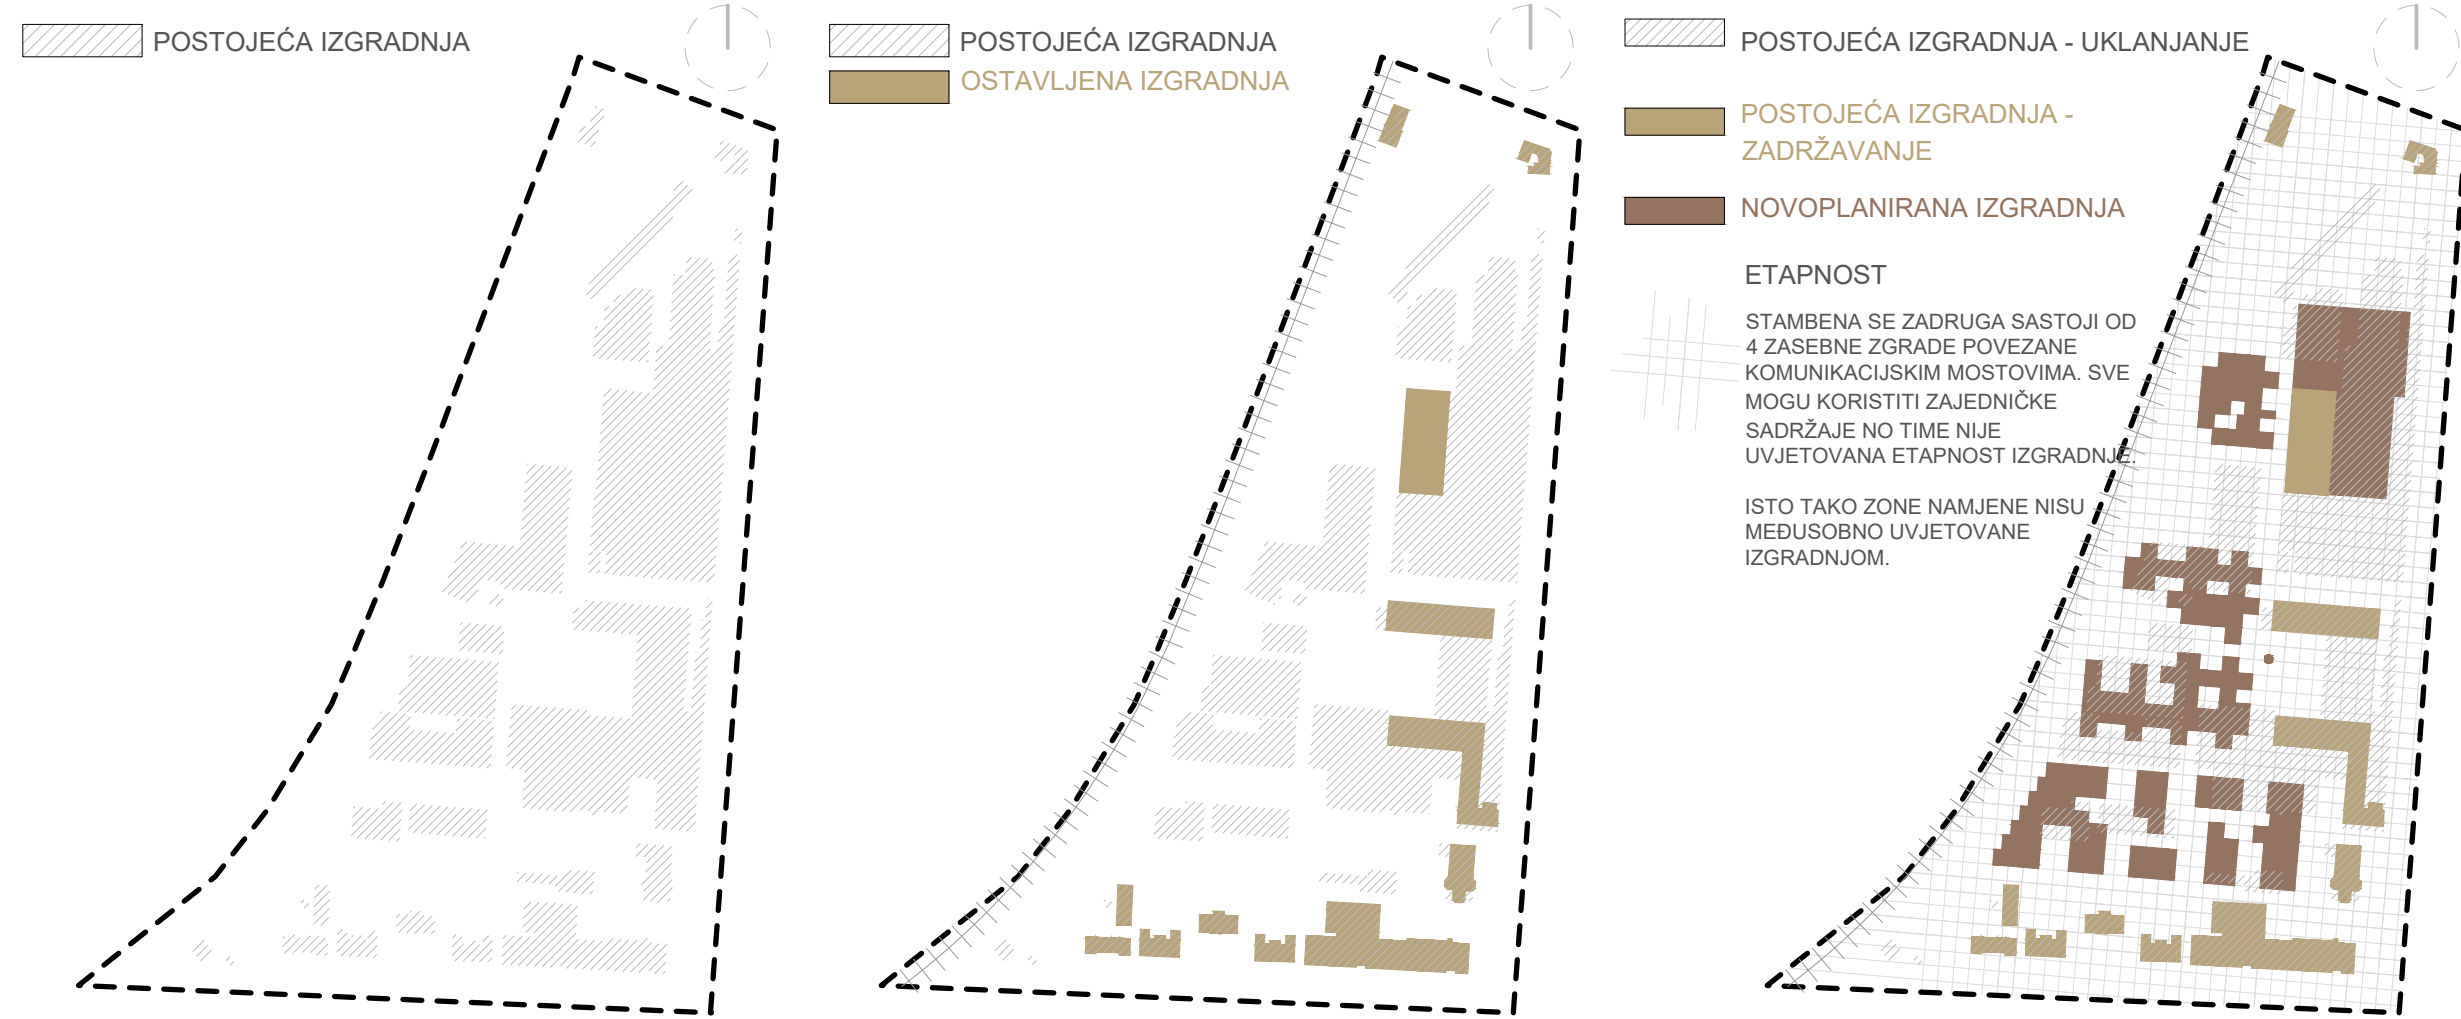 POSTOJEĆA IZGRADNJA
POSTOJEĆA IZGRADNJA
OSTAVLJENA IZGRADNJA
POSTOJEĆA IZGRADNJA - UKLANJANJE
POSTOJEĆA IZGRADNJA -
ZADRŽAVANJE
NOVOPLANIRANA IZGRADNJA
ETAPNOST
STAMBENA SE ZADRUGA SASTOJI OD
4 ZASEBNE ZGRADE POVEZANE
KOMUNIKACIJSKIM MOSTOVIMA. SVE
MOGU KORISTITI ZAJEDNIČKE
SADRŽAJE NO TIME NIJE
UVJETOVANA ETAPNOST IZGRADNJE.
ISTO TAKO ZONE NAMJENE NISU
MEĐUSOBNO UVJETOVANE
IZGRADNJOM.